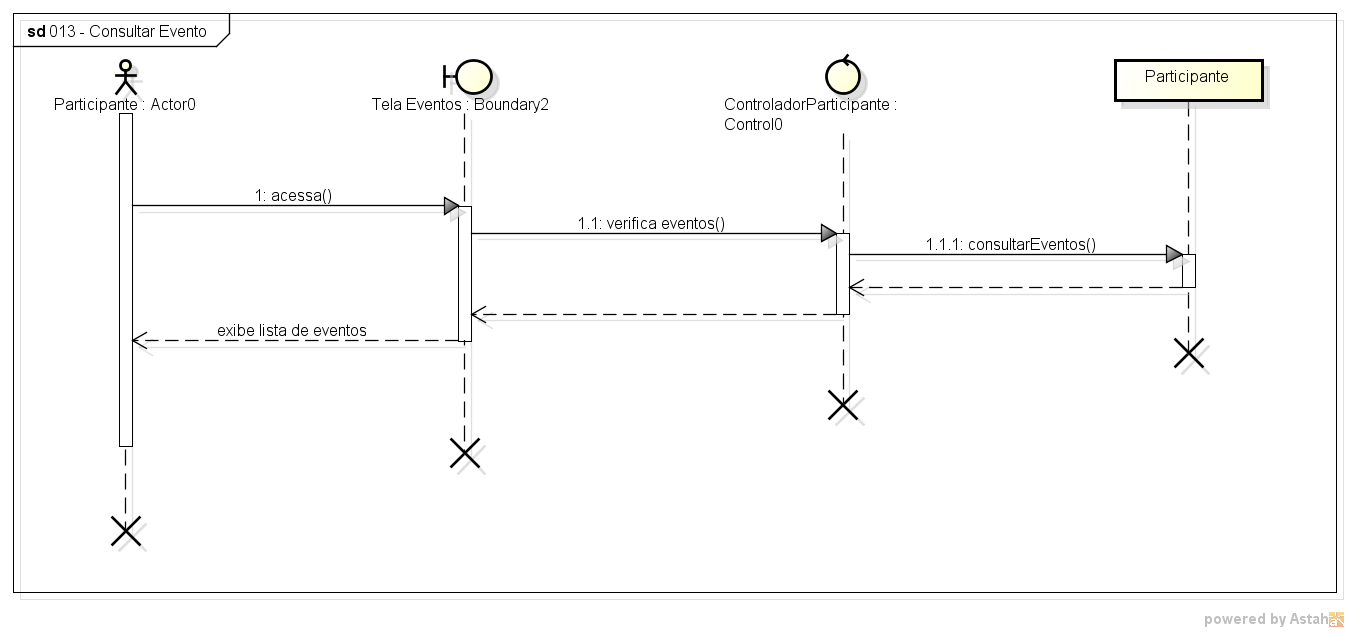 sd 013 - Consultar Evento
Participante : Actor0
Tela Eventos : Boundary2
ControladorParticipante :
Control0
Participante
1: acessa()
1.1: verifica eventos()
1.1.1: consultarEventos()
exibe lista de eventos
powered by Astah